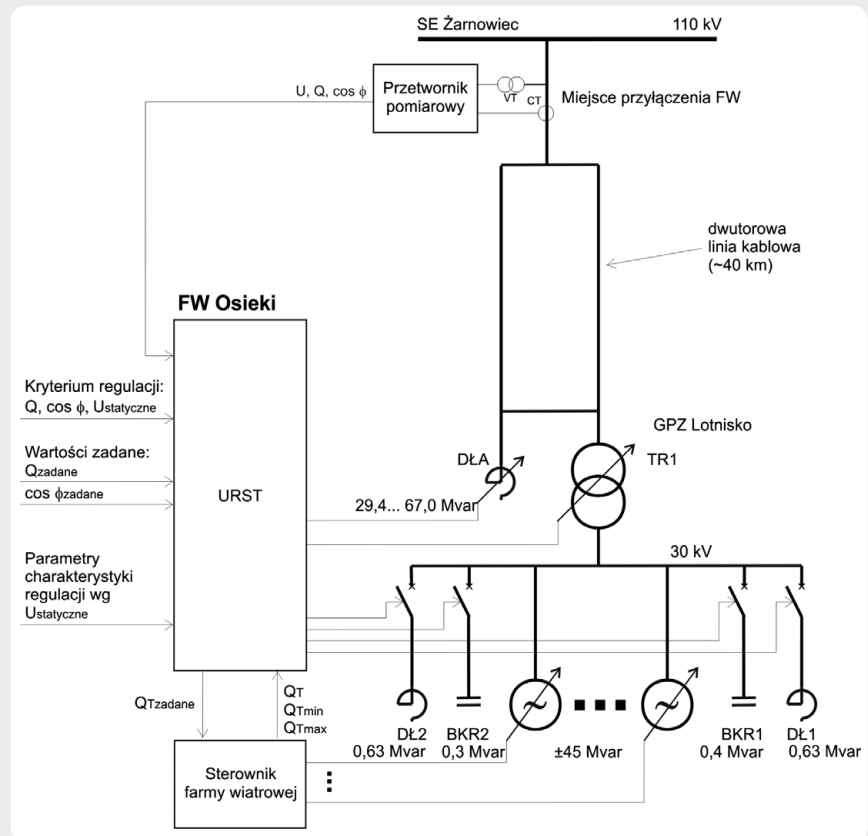 SE Żarnowiec 110 kV
Przetwornik
pomiarowy
U, Q, cos ϕ
VT
CT
Miejsce przyłączenia FW
dwutorowa
linia kablowa
(~40 km)
FW Osieki
Kryterium regulacji:
Q, cos ϕ, Ustatyczne
Wartości zadane:
Qzadane
cos ϕzadane
Parametry
charakterystyki
regulacji wg
Ustatyczne
URST
GPZ Lotnisko
DŁA
TR1
29,4... 67,0 Mvar
30 kV
QTzadane
QT
QTmin
QTmax
Sterownik
farmy wiatrowej
DŁ2
0,63 Mvar
BKR2
0,3 Mvar
~
~
±45 Mvar
BKR1
0,4 Mvar
DŁ1
0,63 Mvar